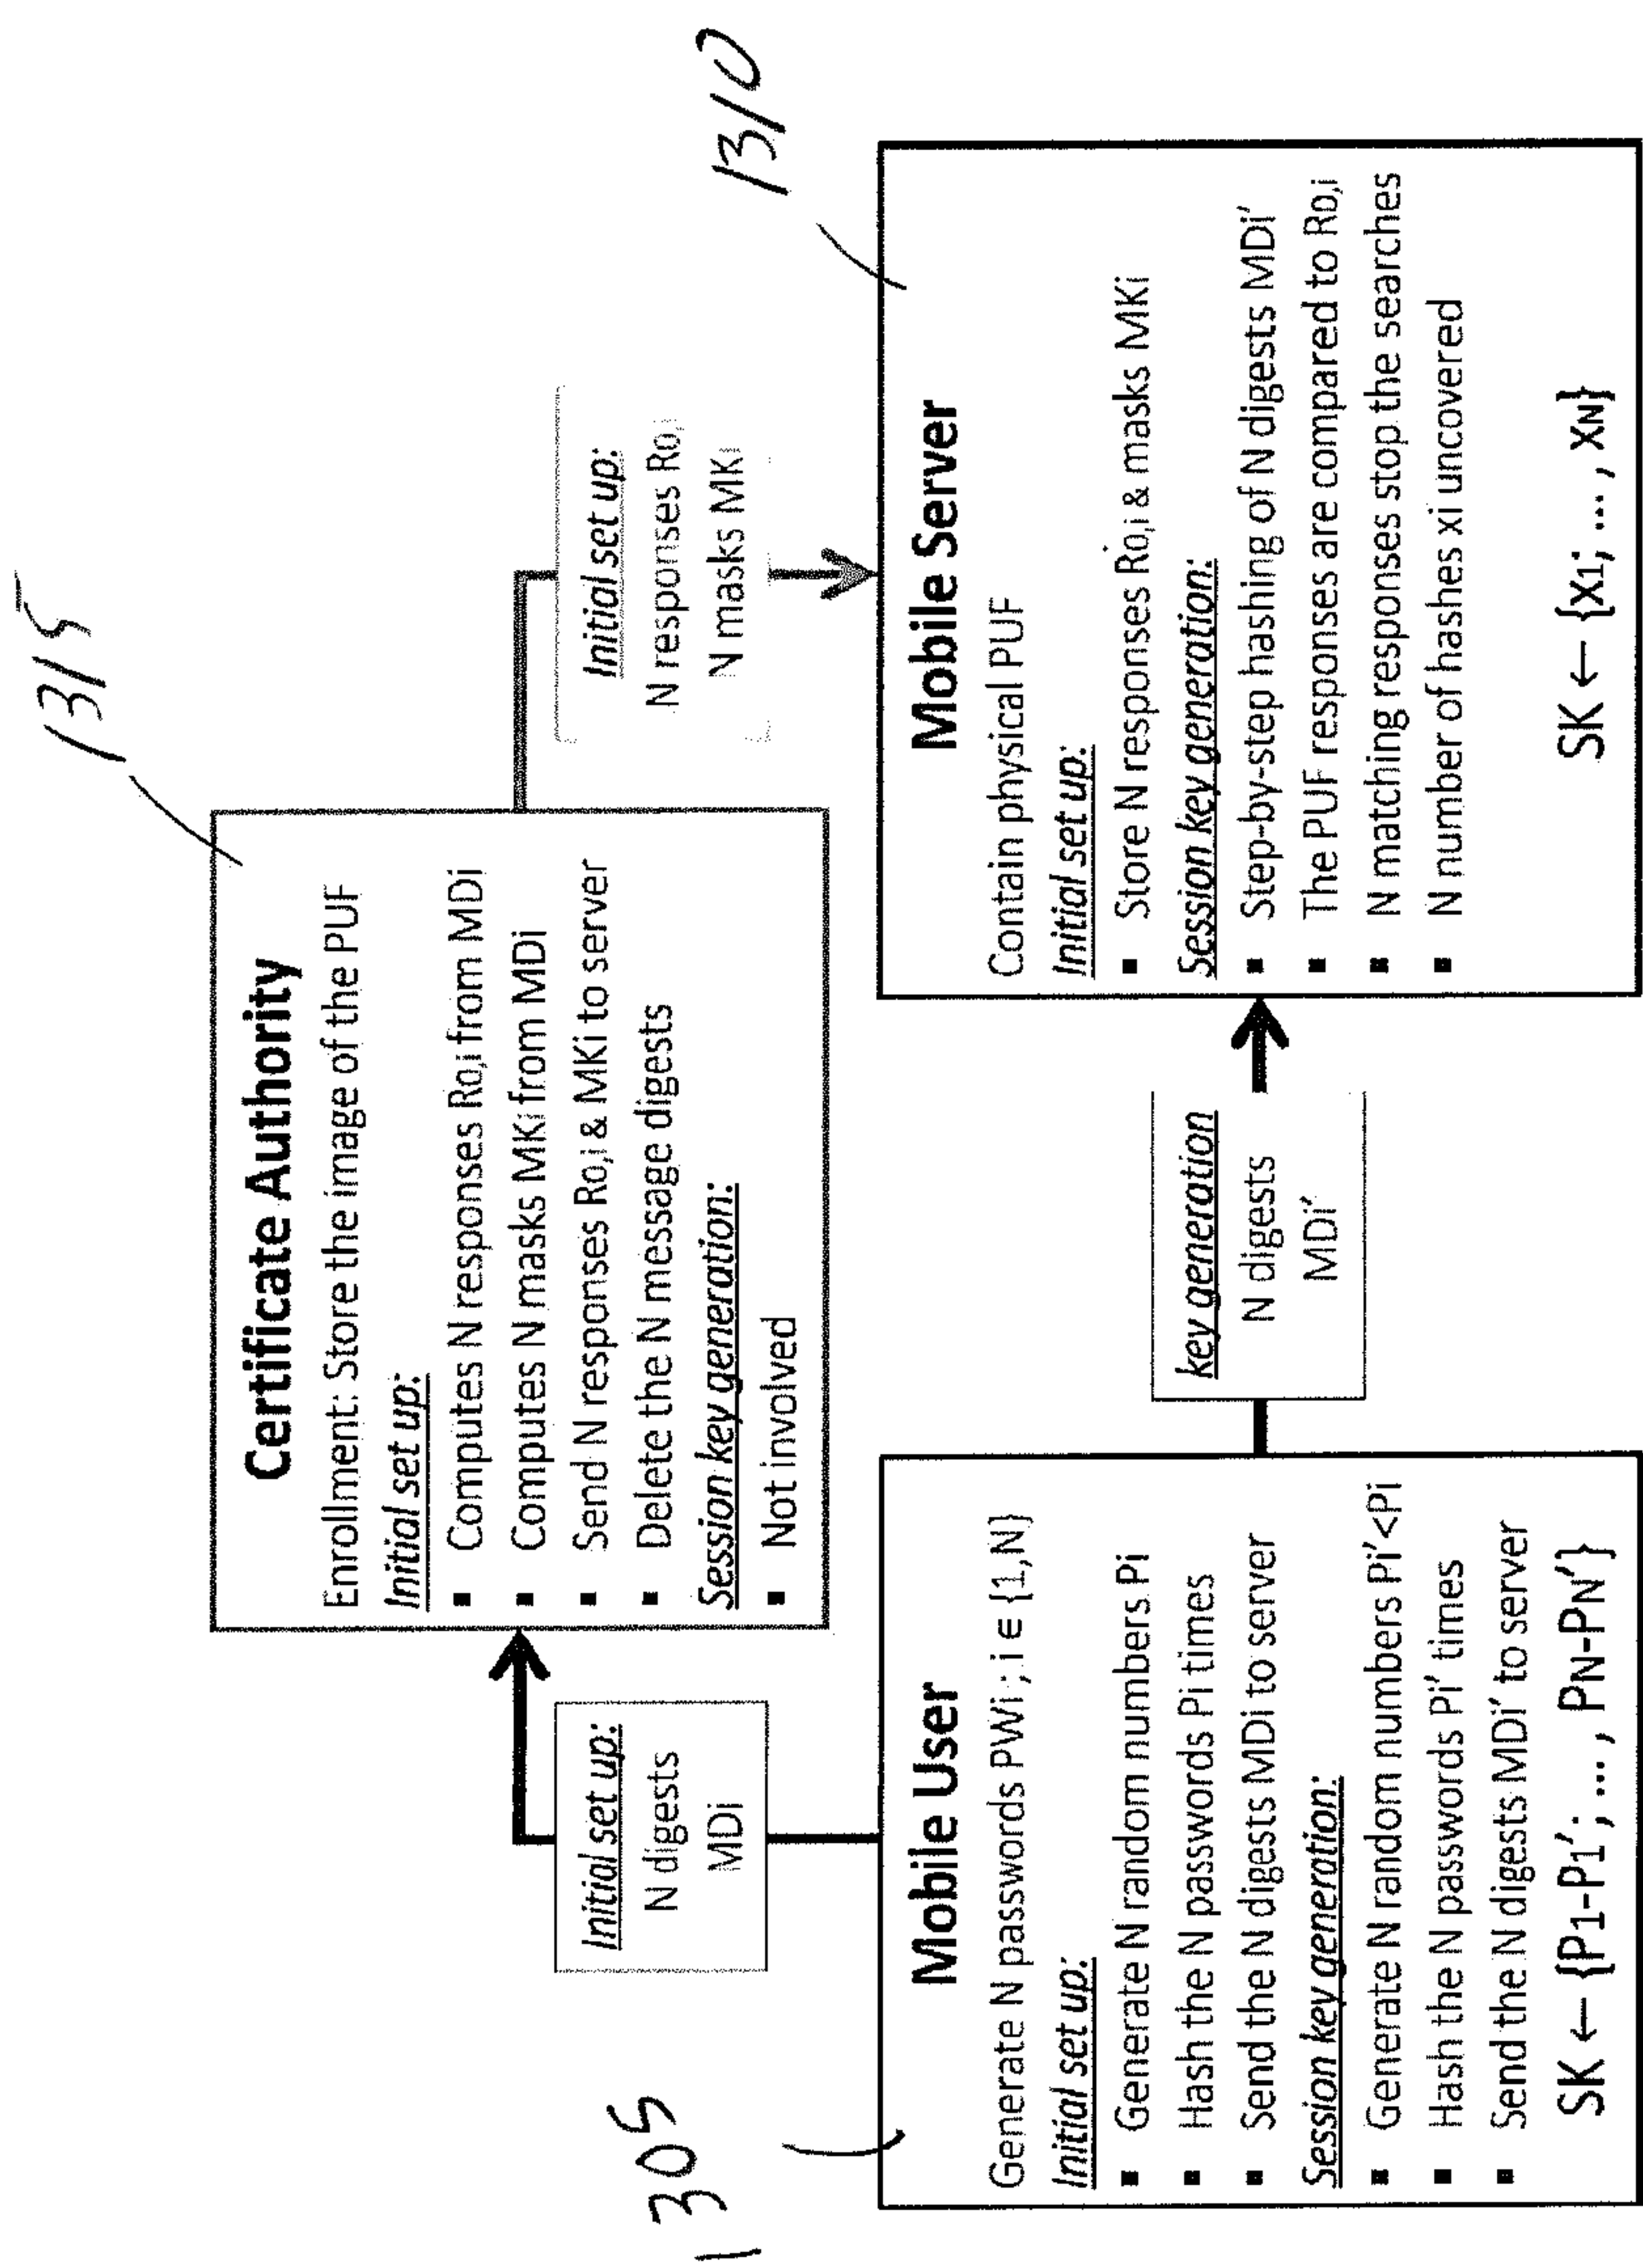 1315
Certificate Authority
Enrollment: Store the image of the PUF
Initial set up:
▪ Computes N responses Ro,i from MDi
▪ Computes N masks MKi from MDi
▪ Send N responses Ro,i & MKi to server
▪ Delete the N message digests
Session key generation:
▪ Not involved
Initial set up:
N digests
MDi
Initial set up:
N responses Ro,i
N masks MKi
1305
Mobile User
Generate N passwords PWi ; i ∈ {1,N}
Initial set up:
▪ Generate N random numbers Pi
▪ Hash the N passwords Pi times
▪ Send the N digests MDi to server
Session key generation:
▪ Generate N random numbers Pi'<Pi
▪ Hash the N passwords Pi' times
▪ Send the N digests MDi' to server
SK ← {P1-P1'; ... , PN-PN'}
key generation
N digests
MDi'
1310
Mobile Server
Contain physical PUF
Initial set up:
▪ Store N responses Ro,i & masks MKi
Session key generation:
▪ Step-by-step hashing of N digests MDi'
▪ The PUF responses are compared to Ro,i
▪ N matching responses stop the searches
▪ N number of hashes xi uncovered
SK ← {x1; ... , xN}